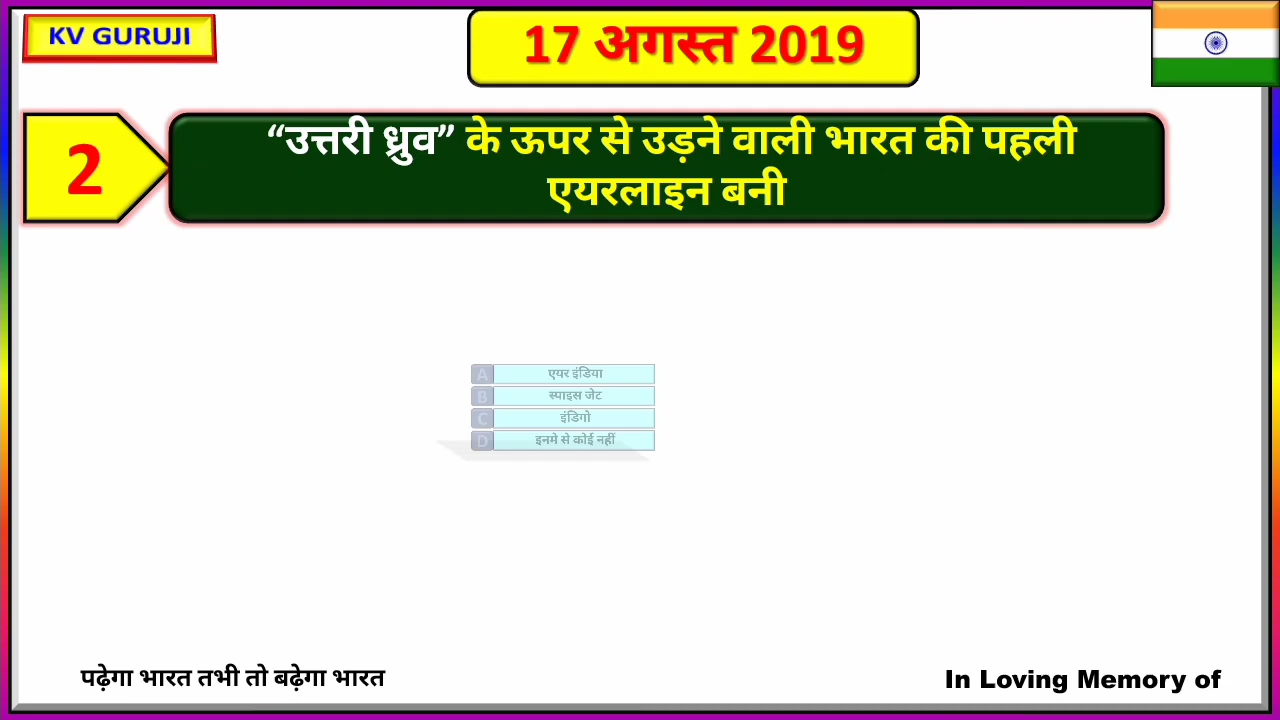 KV GURUJI
17 अगस्त 2019
2
“उत्तरी ध्रुव” के ऊपर से उड़ने वाली भारत की पहली
एयरलाइन बनी
A एयर इंडिया
B स्पाइस जेट
C इंडिगो
D इनमे से कोई नहीं
पढ़ेगा भारत तभी तो बढ़ेगा भारत
In Loving Memory of